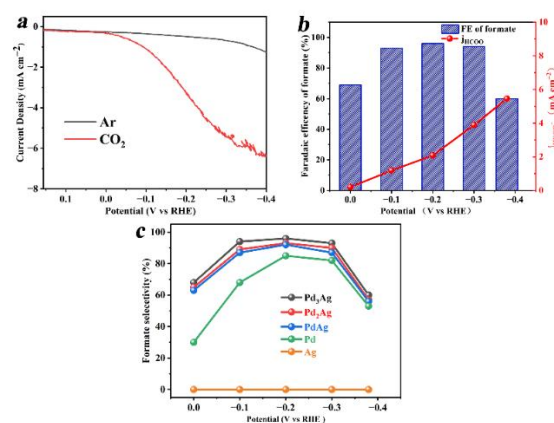 a
Current Density (mA cm⁻²)
0
−2
−4
−6
Ar
CO₂
0.1
0.0
−0.1
−0.2
−0.3
−0.4
Potential (V vs RHE)
b
Faradaic efficency of formate (%)
100
80
60
40
20
0
FE of formate
jHCOO
10
8
6
4
2
0
(mA cm⁻²)
0.0
−0.1
−0.2
−0.3
−0.4
Potential (V vs RHE)
c
Formate selecetivity (%)
100
80
60
40
20
0
Pd₃Ag
Pd₂Ag
PdAg
Pd
Ag
0.0
−0.1
−0.2
−0.3
−0.4
Potential (V vs RHE )